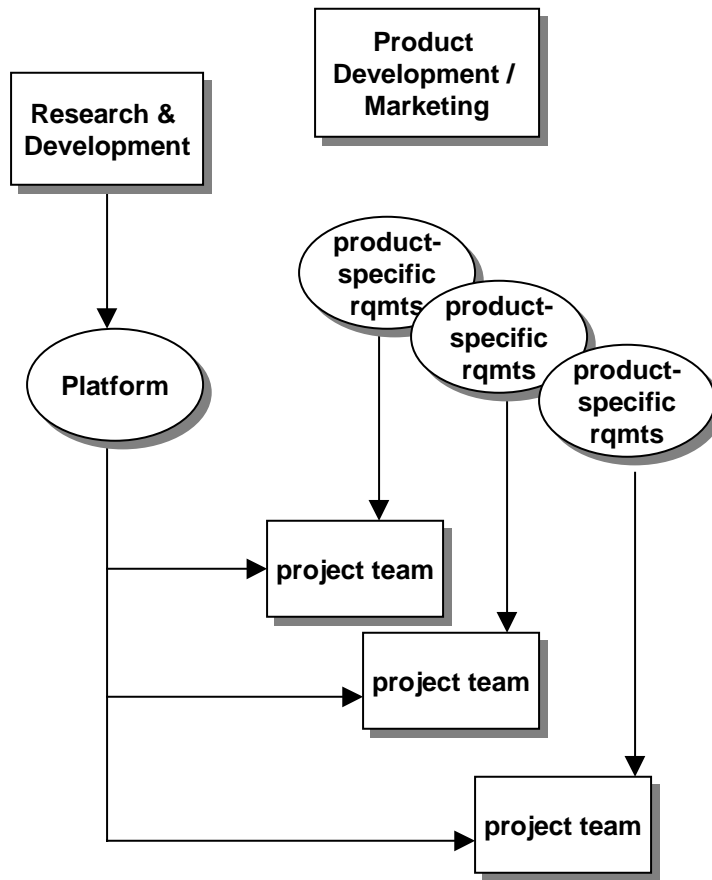 Product
Development /
Marketing
Research &
Development
product-
specific
rqmts
product-
specific
rqmts
product-
specific
rqmts
Platform
project team
project team
project team